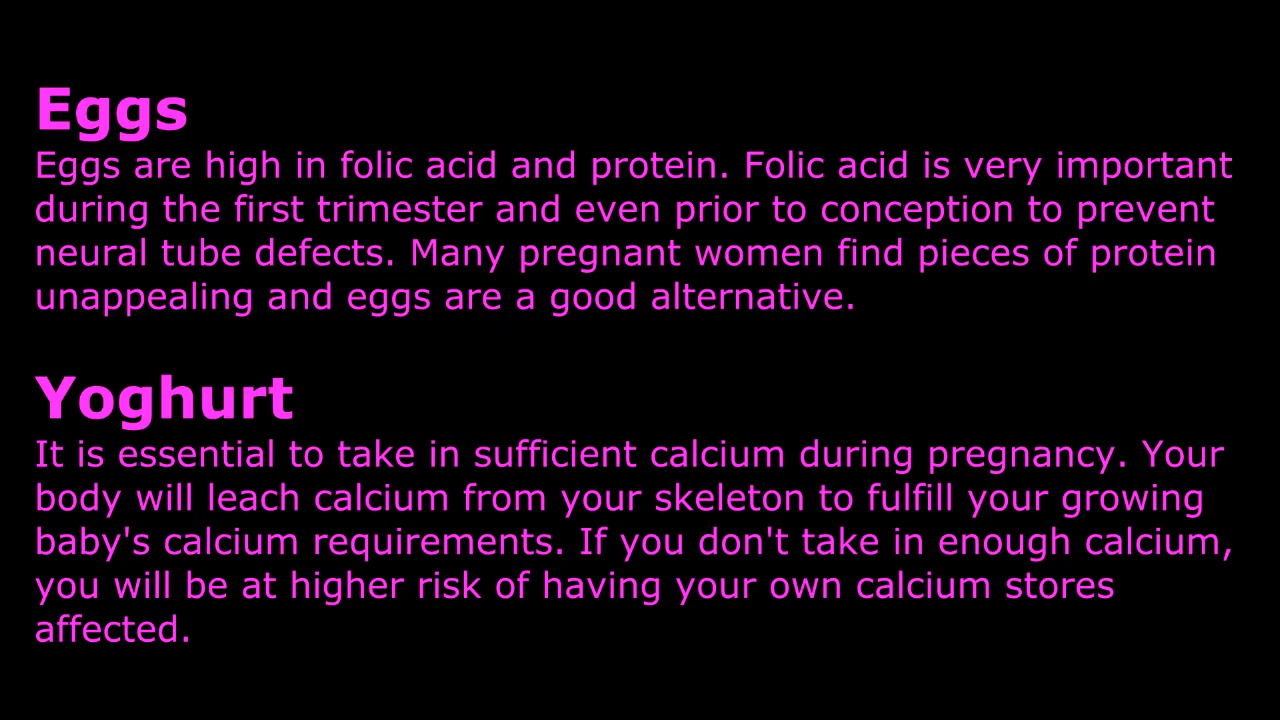 Eggs
Eggs are high in folic acid and protein. Folic acid is very important
during the first trimester and even prior to conception to prevent
neural tube defects. Many pregnant women find pieces of protein
unappealing and eggs are a good alternative.
Yoghurt
It is essential to take in sufficient calcium during pregnancy. Your
body will leach calcium from your skeleton to fulfill your growing
baby's calcium requirements. If you don't take in enough calcium,
you will be at higher risk of having your own calcium stores
affected.